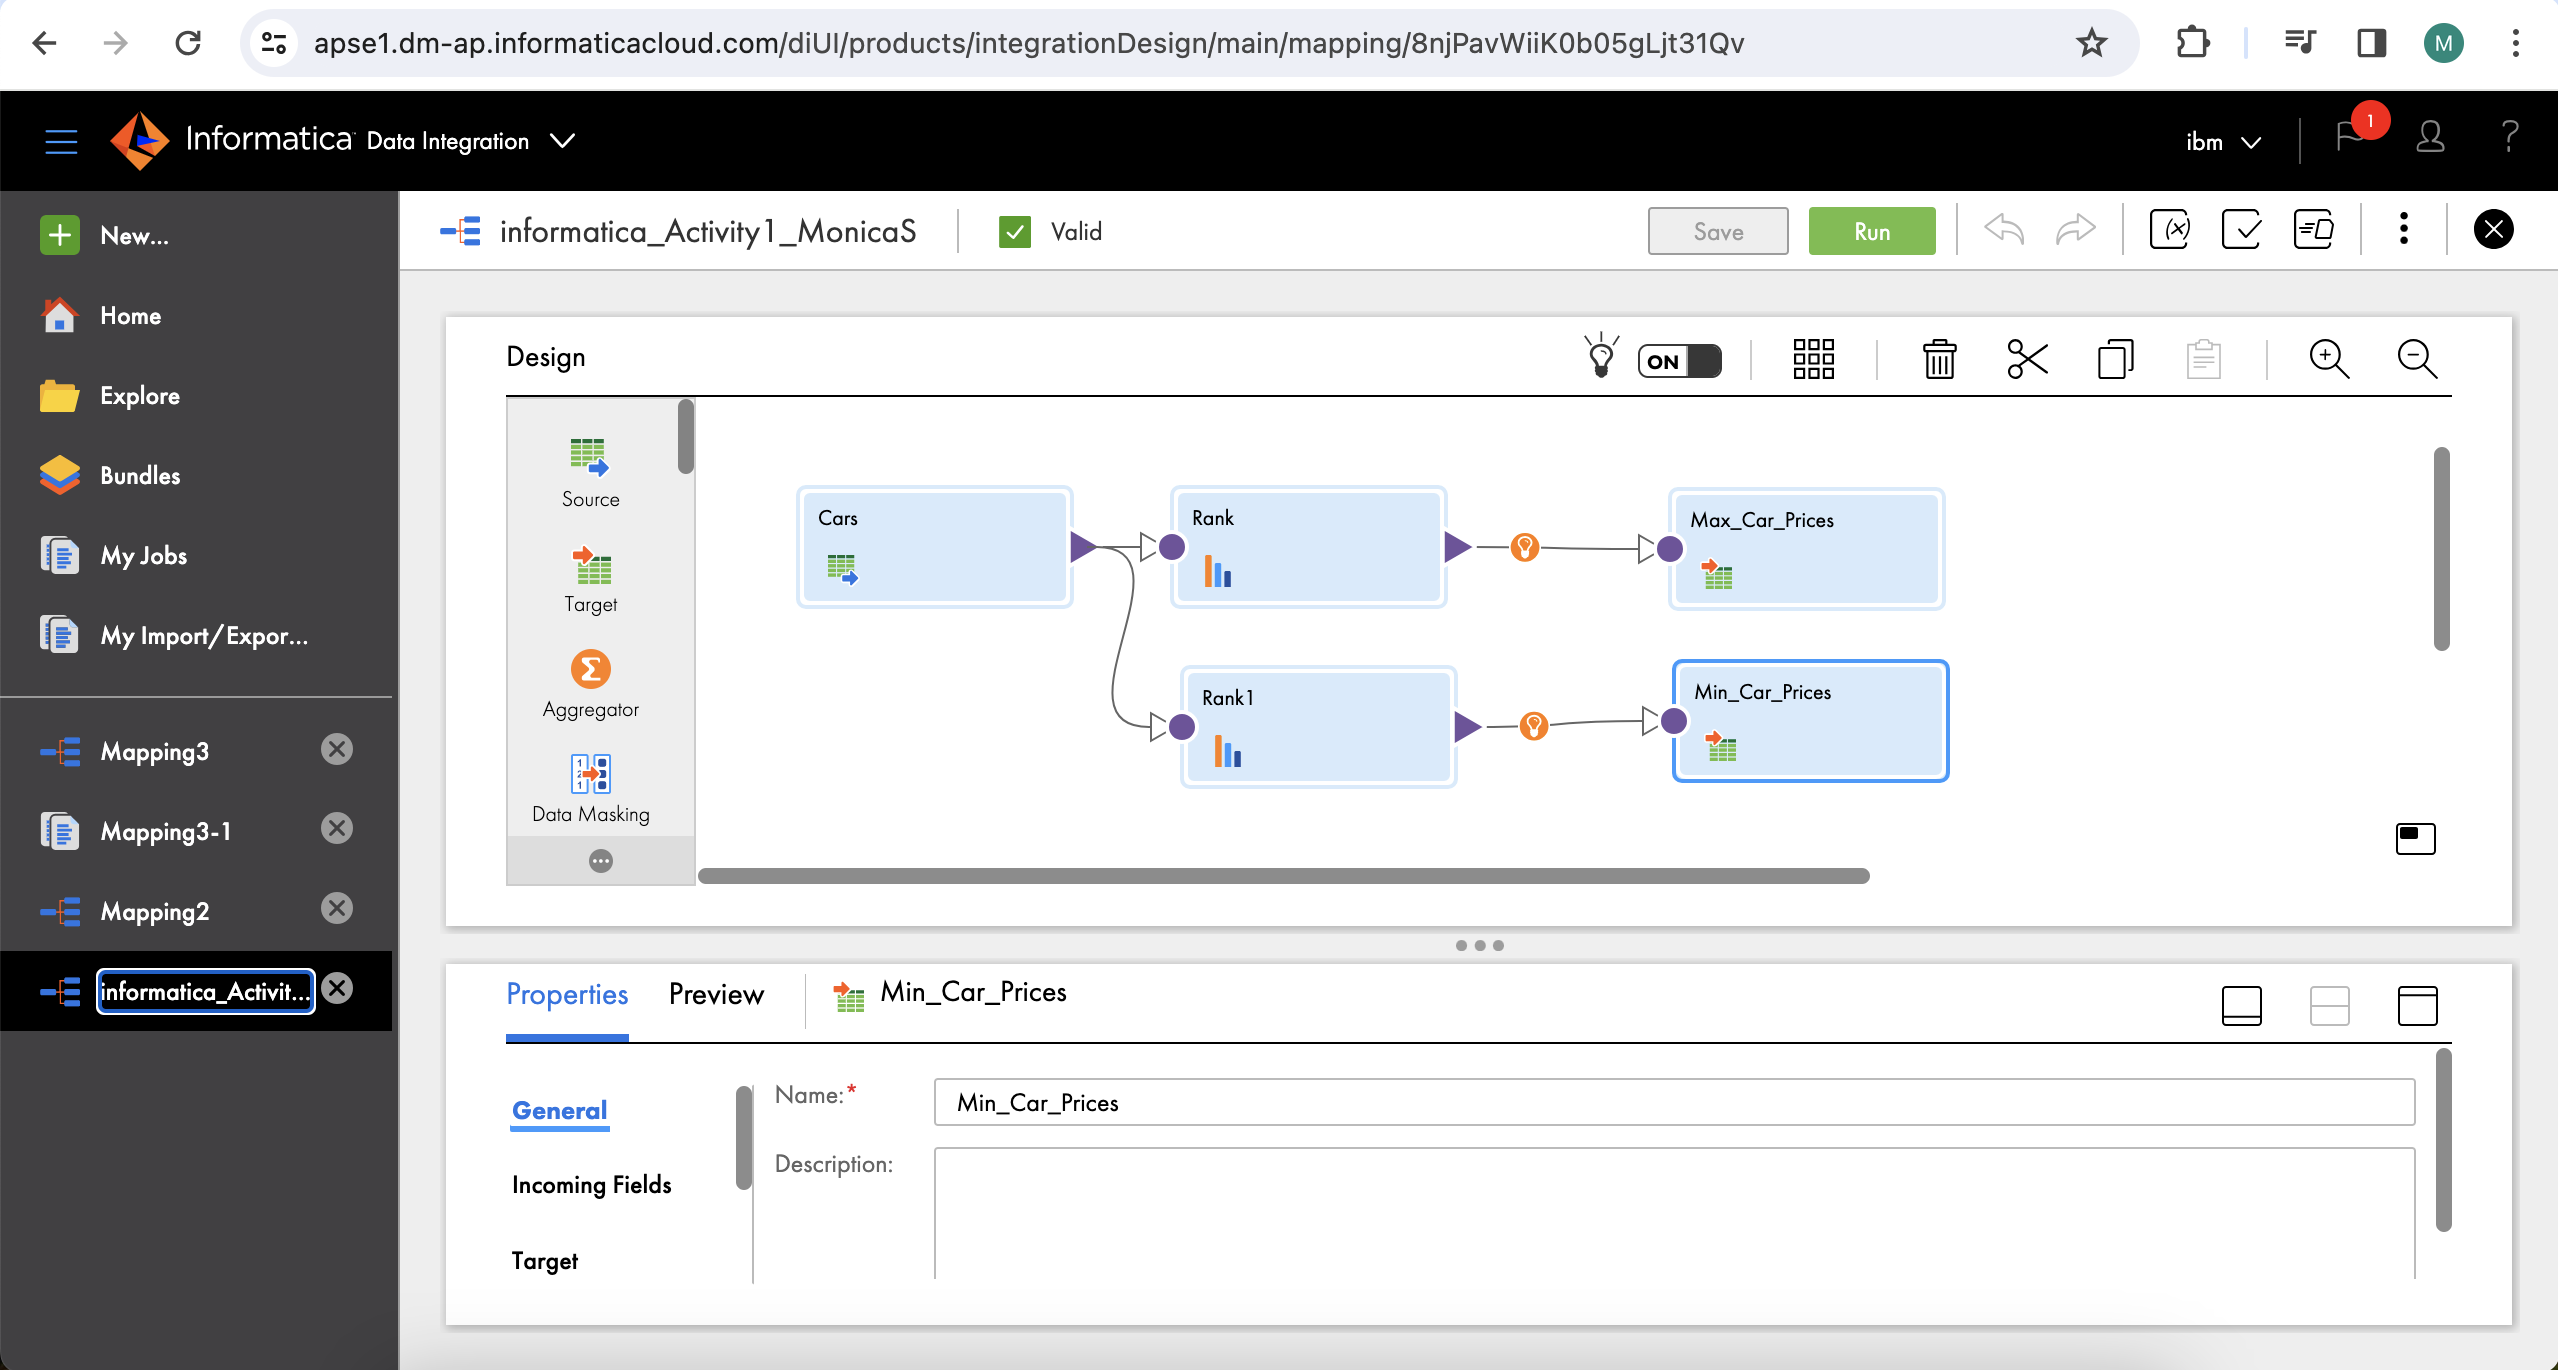 apse1.dm-ap.informaticacloud.com/diUI/products/integrationDesign/main/mapping/8njPavWiiK0b05gLjt31Qv
M
Informatica Data Integration
ibm
1
?
New...
Home
Explore
Bundles
My Jobs
My Import/Expor...
Mapping3
Mapping3-1
Mapping2
informatica_Activit...
informatica_Activity1_MonicaS
Valid
Save
Run
Design
ON
Source
Target
Aggregator
Data Masking
Cars
Rank
Max_Car_Prices
Rank1
Min_Car_Prices
Properties
Preview
Min_Car_Prices
General
Incoming Fields
Target
Name:*
Min_Car_Prices
Description: